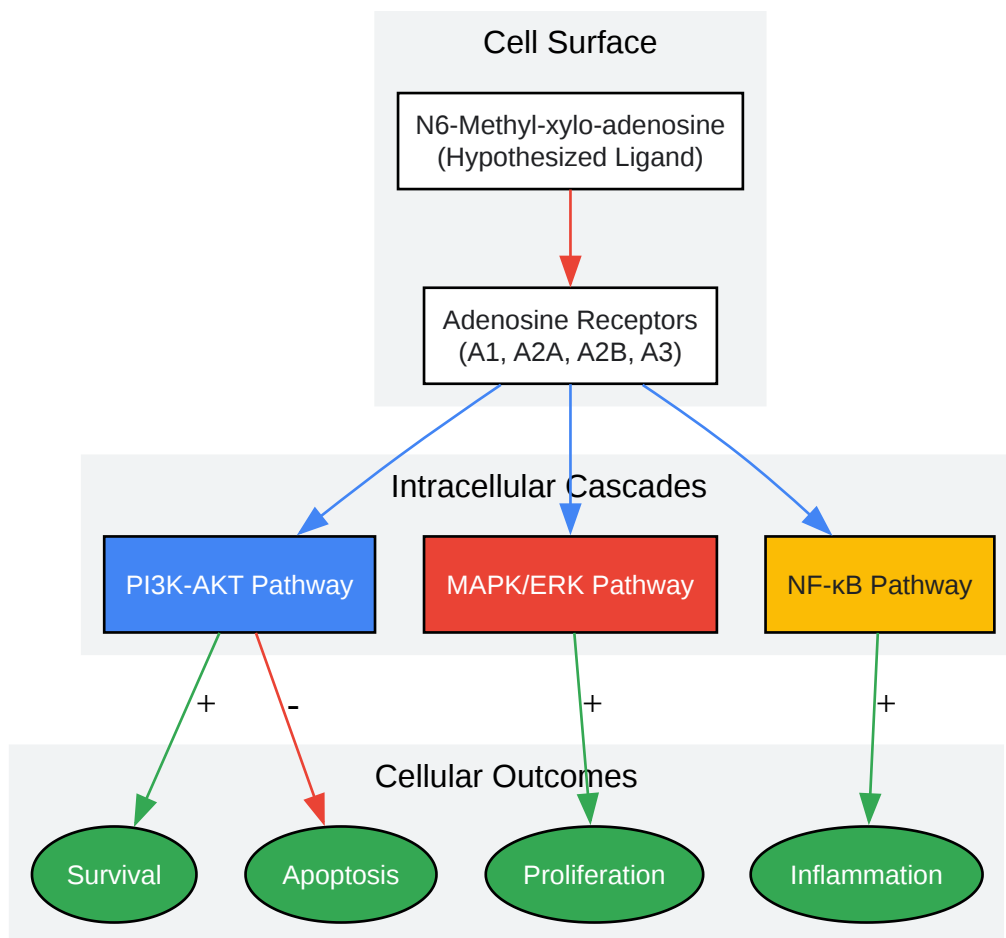 Cell Surface
N6-Methyl-xylo-adenosine
(Hypothesized Ligand)
Adenosine Receptors
(A1, A2A, A2B, A3)
Intracellular Cascades
PI3K-AKT Pathway
MAPK/ERK Pathway
NF-κB Pathway
+
-
+
+
Cellular Outcomes
Survival
Apoptosis
Proliferation
Inflammation